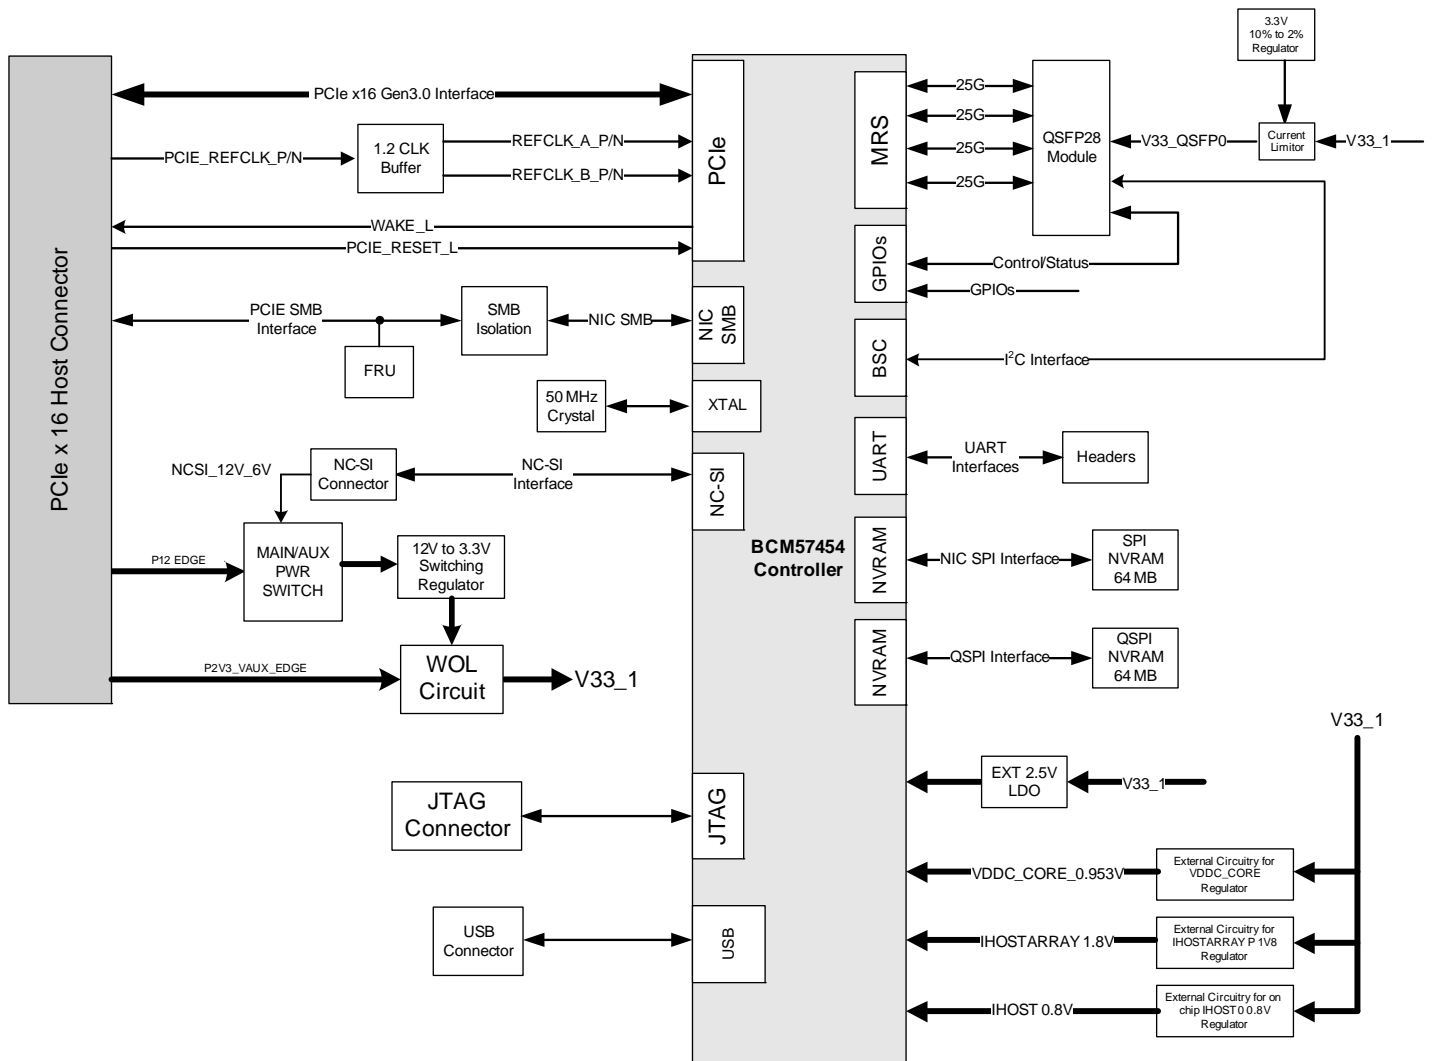 3.3V
10% to 2%
Regulator
PCIe x 16 Host Connector
PCIe x16 Gen3.0 Interface
PCIE_REFCLK_P/N
1.2 CLK
Buffer
REFCLK_A_P/N
REFCLK_B_P/N
WAKE_L
PCIE_RESET_L
PCIe
PCIE SMB
Interface
FRU
SMB
Isolation
NIC SMB
NIC
SMB
50 MHz
Crystal
XTAL
NCSI_12V_6V
NC-SI
Connector
NC-SI
Interface
NC-SI
P12 EDGE
MAIN/AUX
PWR
SWITCH
12V to 3.3V
Switching
Regulator
P2V3_VAUX_EDGE
WOL
Circuit
V33_1
JTAG
Connector
JTAG
USB
Connector
USB
BCM57454
Controller
MRS
25G
25G
25G
25G
QSFP28
Module
V33_QSFP0
Current
Limitor
V33_1
GPIOs
Control/Status
GPIOs
BSC
I²C Interface
UART
UART
Interfaces
Headers
NVRAM
NIC SPI Interface
SPI
NVRAM
64 MB
NVRAM
QSPI Interface
QSPI
NVRAM
64 MB
V33_1
EXT 2.5V
LDO
V33_1
VDDC_CORE_0.953V
External Circuitry for
VDDC_CORE
Regulator
IHOSTARRAY 1.8V
External Circuitry for
IHOSTARRAY P 1V8
Regulator
IHOST 0.8V
External Circuitry for on
chip IHOST0 0.8V
Regulator